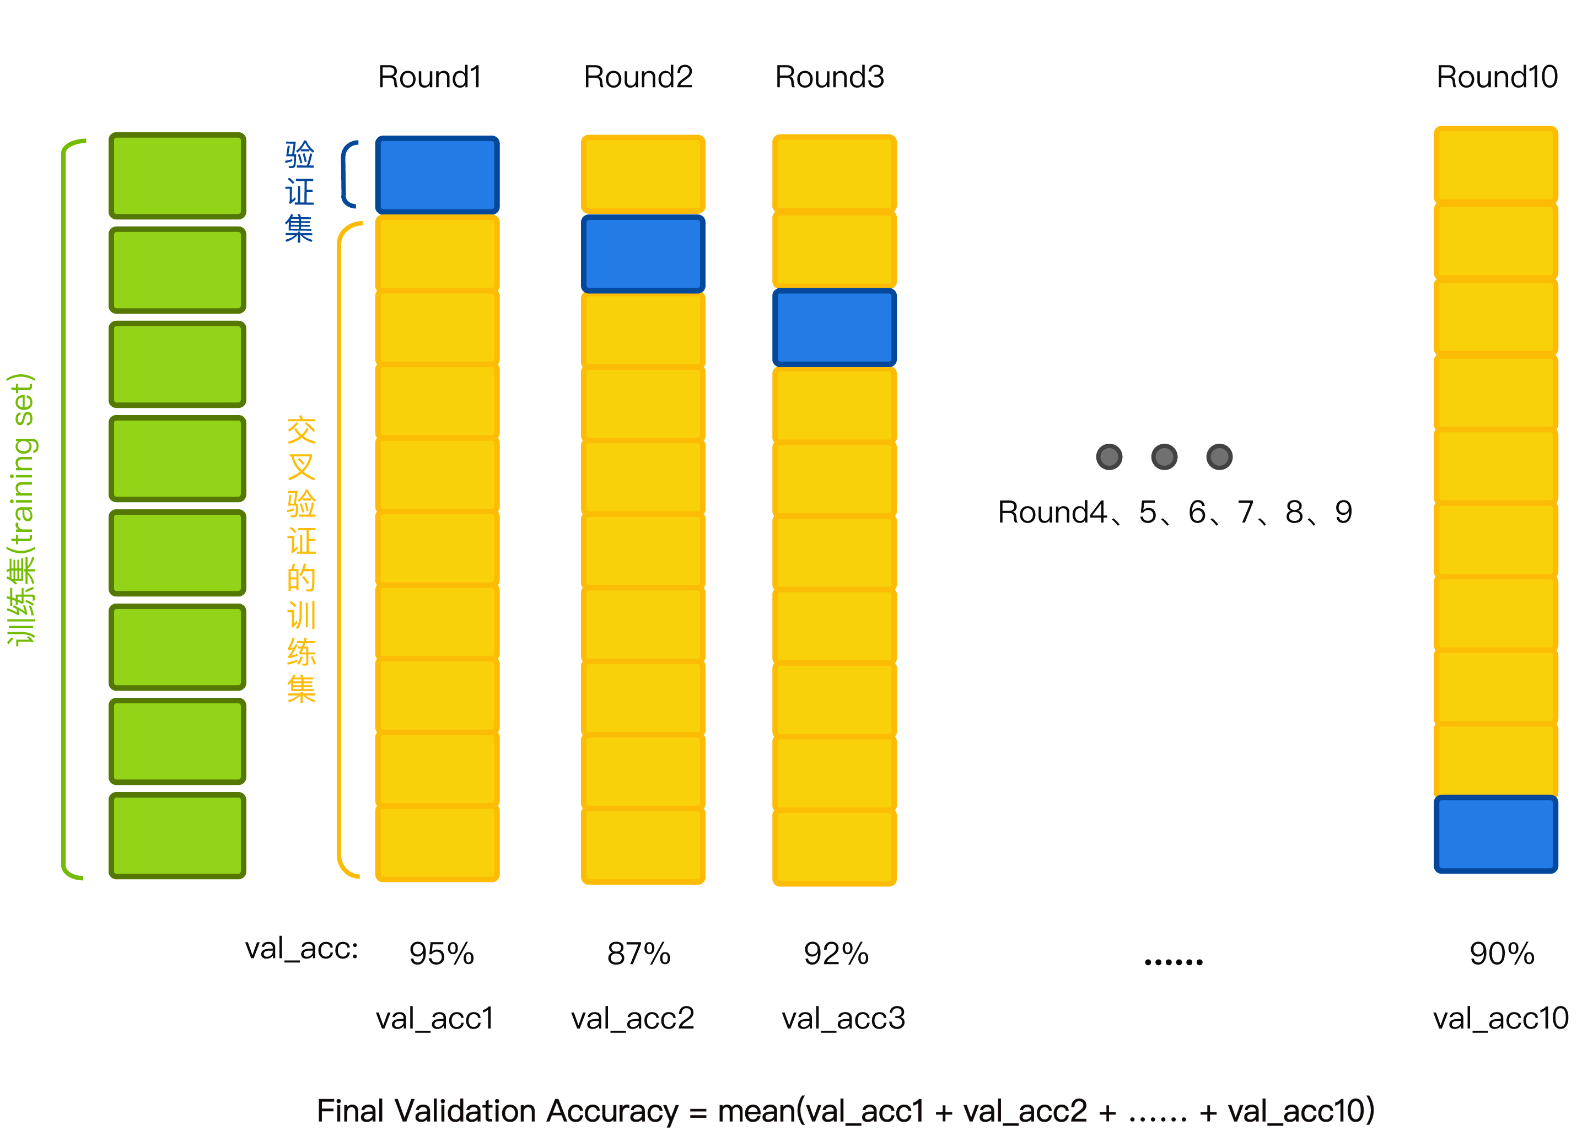 Round1
Round2
Round3
Round10
验证集
训练集(training set)
交叉验证的训练集
Round4、5、6、7、8、9
val_acc:
95%
87%
92%
......
90%
val_acc1
val_acc2
val_acc3
val_acc10
Final Validation Accuracy = mean(val_acc1 + val_acc2 + ...... + val_acc10)